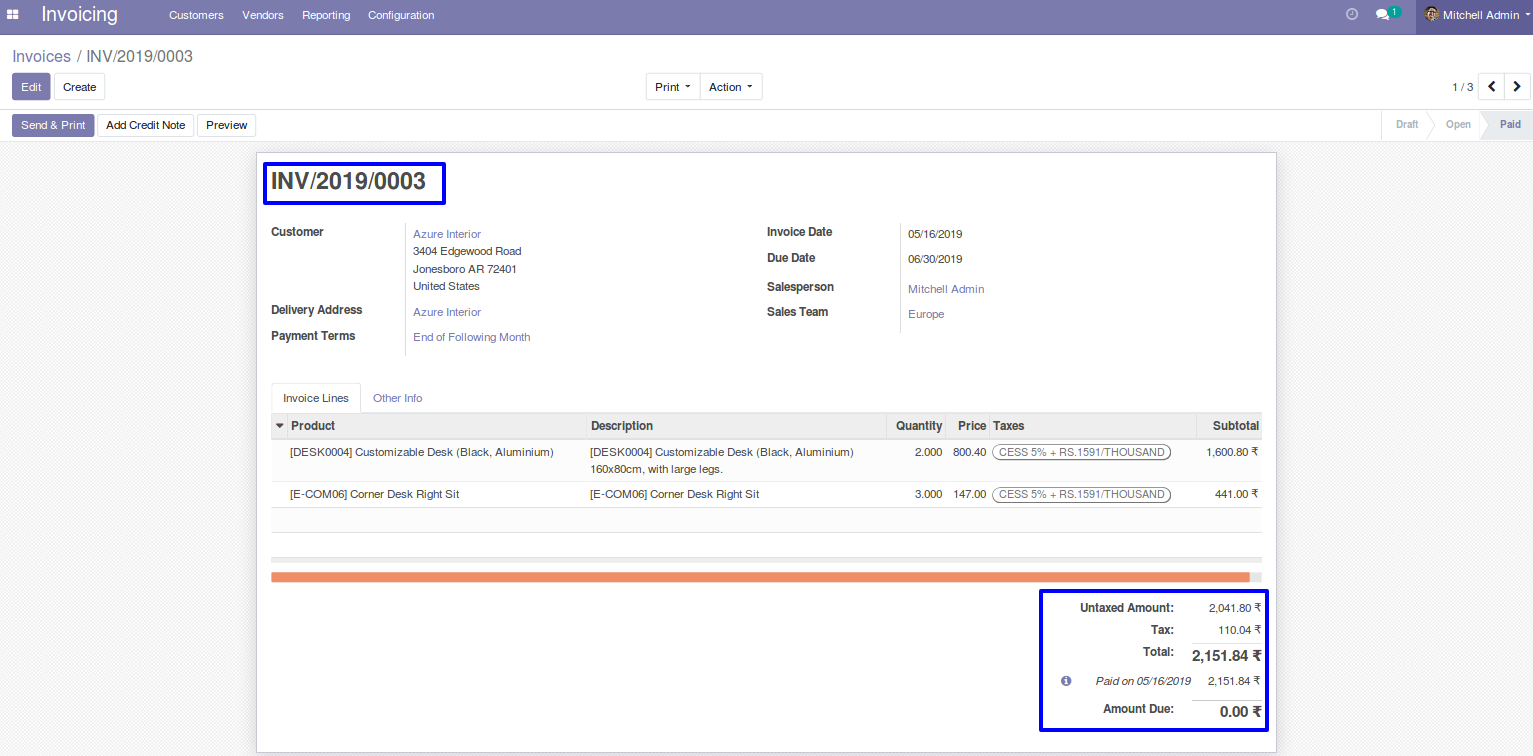 Invoicing Customers Vendors Reporting Configuration 1 Mitchell Admin
Invoices / INV/2019/0003
Edit Create Print Action 1 / 3
Send & Print Add Credit Note Preview Draft Open Paid
INV/2019/0003
Customer Azure Interior
3404 Edgewood Road
Jonesboro AR 72401
United States
Delivery Address Azure Interior
Payment Terms End of Following Month
Invoice Date 05/16/2019
Due Date 06/30/2019
Salesperson Mitchell Admin
Sales Team Europe
Invoice Lines Other Info
Product Description Quantity Price Taxes Subtotal
[DESK0004] Customizable Desk (Black, Aluminium) [DESK0004] Customizable Desk (Black, Aluminium) 2.000 800.40 CESS 5% + RS.1591/THOUSAND 1,600.80 ₹
160x80cm, with large legs.
[E-COM06] Corner Desk Right Sit [E-COM06] Corner Desk Right Sit 3.000 147.00 CESS 5% + RS.1591/THOUSAND 441.00 ₹
Untaxed Amount: 2,041.80 ₹
Tax: 110.04 ₹
Total: 2,151.84 ₹
Paid on 05/16/2019 2,151.84 ₹
Amount Due: 0.00 ₹